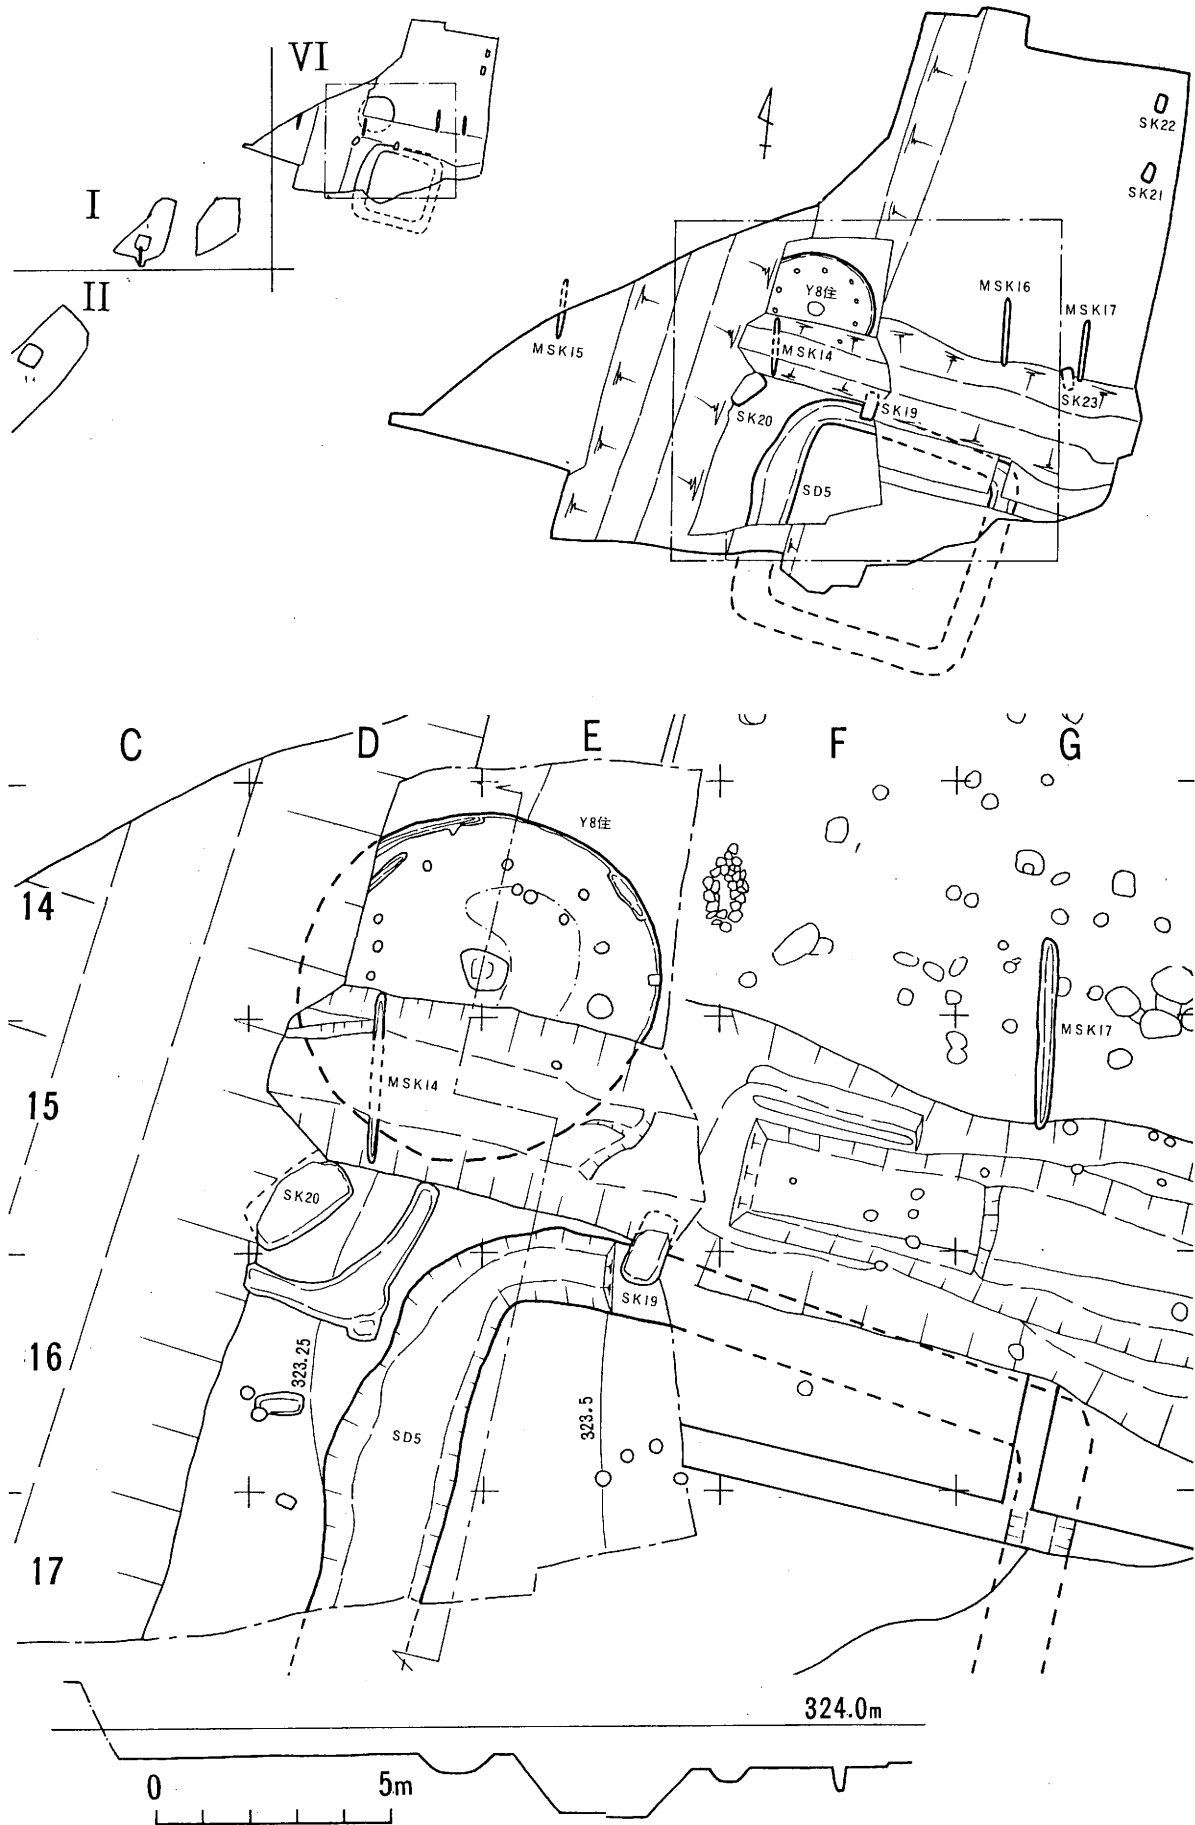 VI
I
II
SK22
SK21
Y8住
MSK16
MSK17
MSK15
MSK14
SK23
SK20
SK19
SD5
C D E F G
Y8住
14
MSK17
MSK14
15
SK20
SK19
16
323.25
323.5
SD5
17
324.0m
0 5m